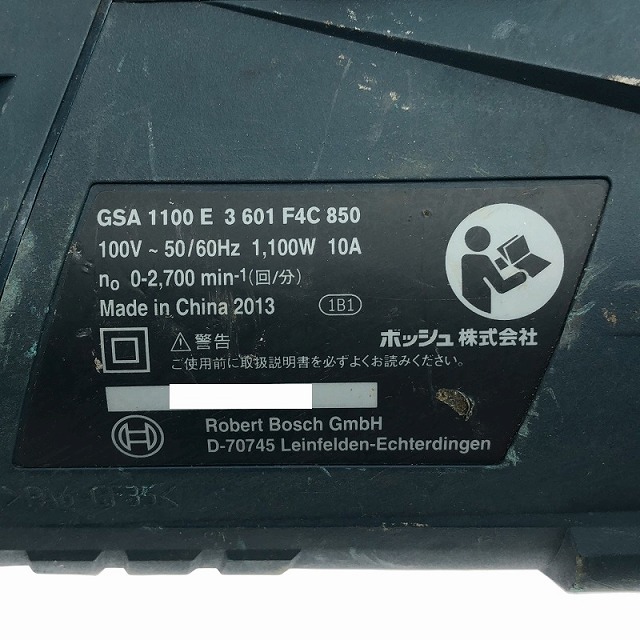 GSA 1100 E 3 601 F4C 850
100V ~ 50/60Hz 1,100W 10A
n₀ 0-2,700 min⁻¹(回/分)
Made in China 2013 1B1
ボッシュ株式会社
警告
ご使用前に取扱説明書を必ずよくお読みください。
Robert Bosch GmbH
D-70745 Leinfelden-Echterdingen